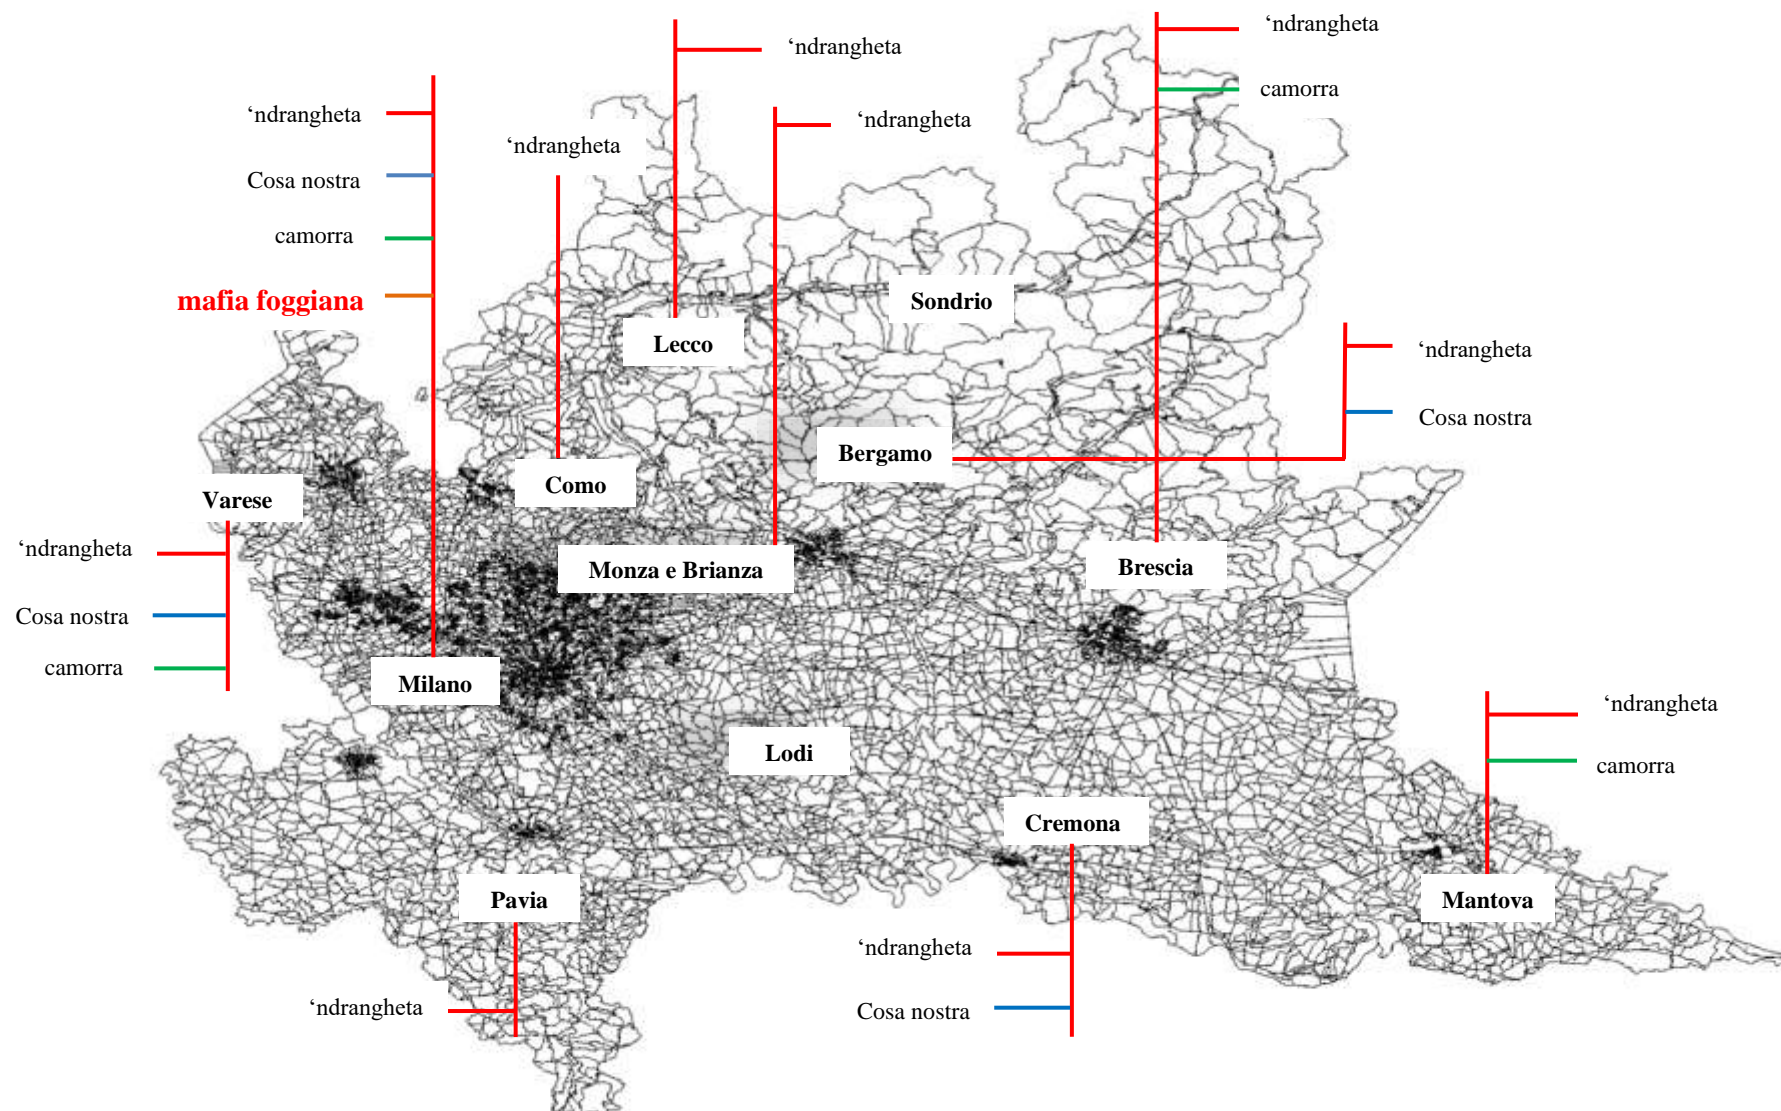 ‘ndrangheta
‘ndrangheta
camorra
‘ndrangheta
‘ndrangheta
‘ndrangheta
Cosa nostra
camorra
mafia foggiana
‘ndrangheta
Sondrio
Lecco
‘ndrangheta
Cosa nostra
Bergamo
Como
Varese
‘ndrangheta
Cosa nostra
camorra
Monza e Brianza
Brescia
Milano
Lodi
‘ndrangheta
camorra
Cremona
Mantova
Pavia
‘ndrangheta
‘ndrangheta
Cosa nostra